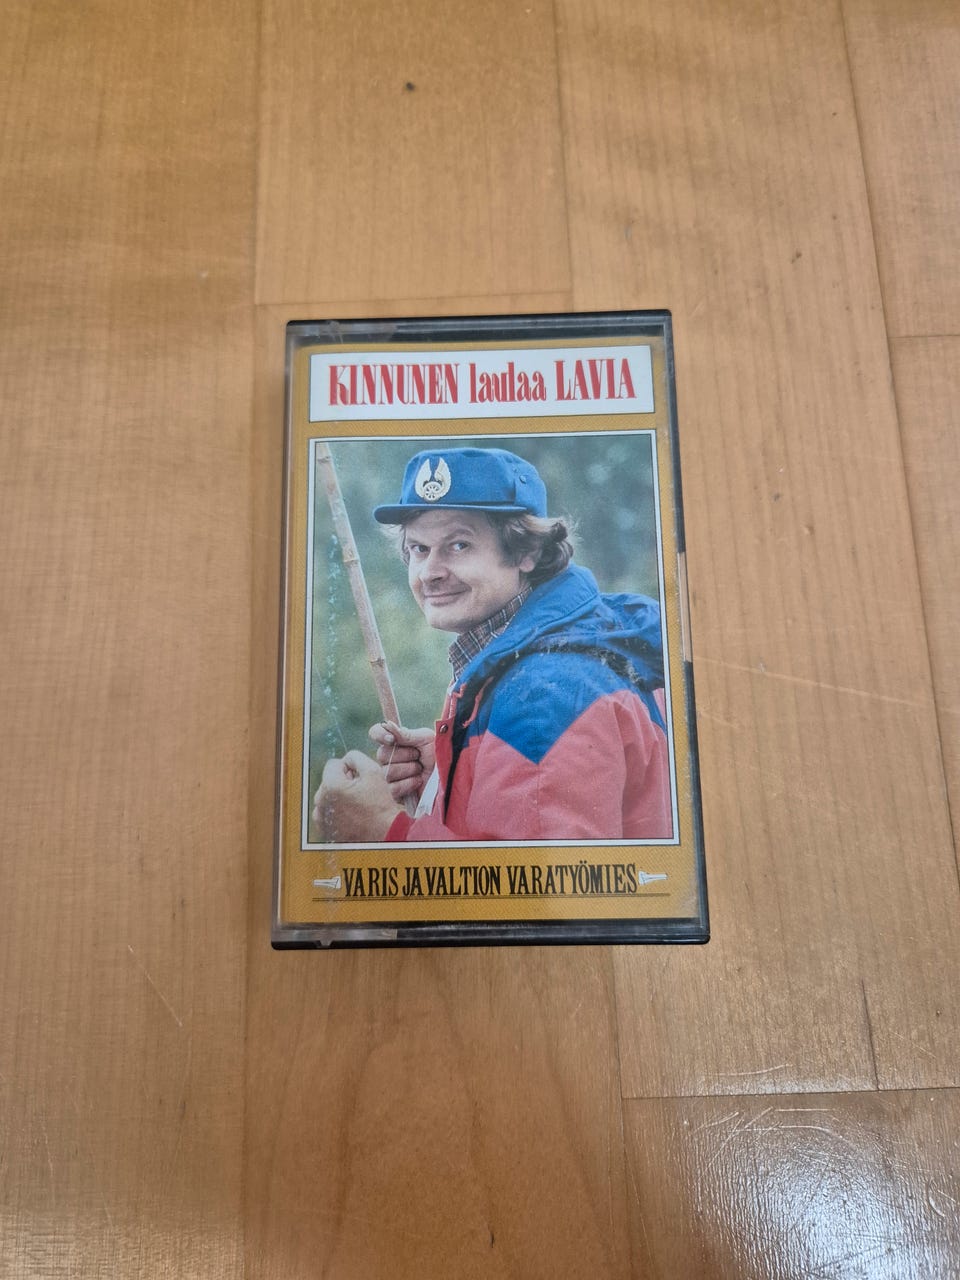 KINNUNEN laulaa LAVIA
VARIS JA VALTION VARATYÖMIES